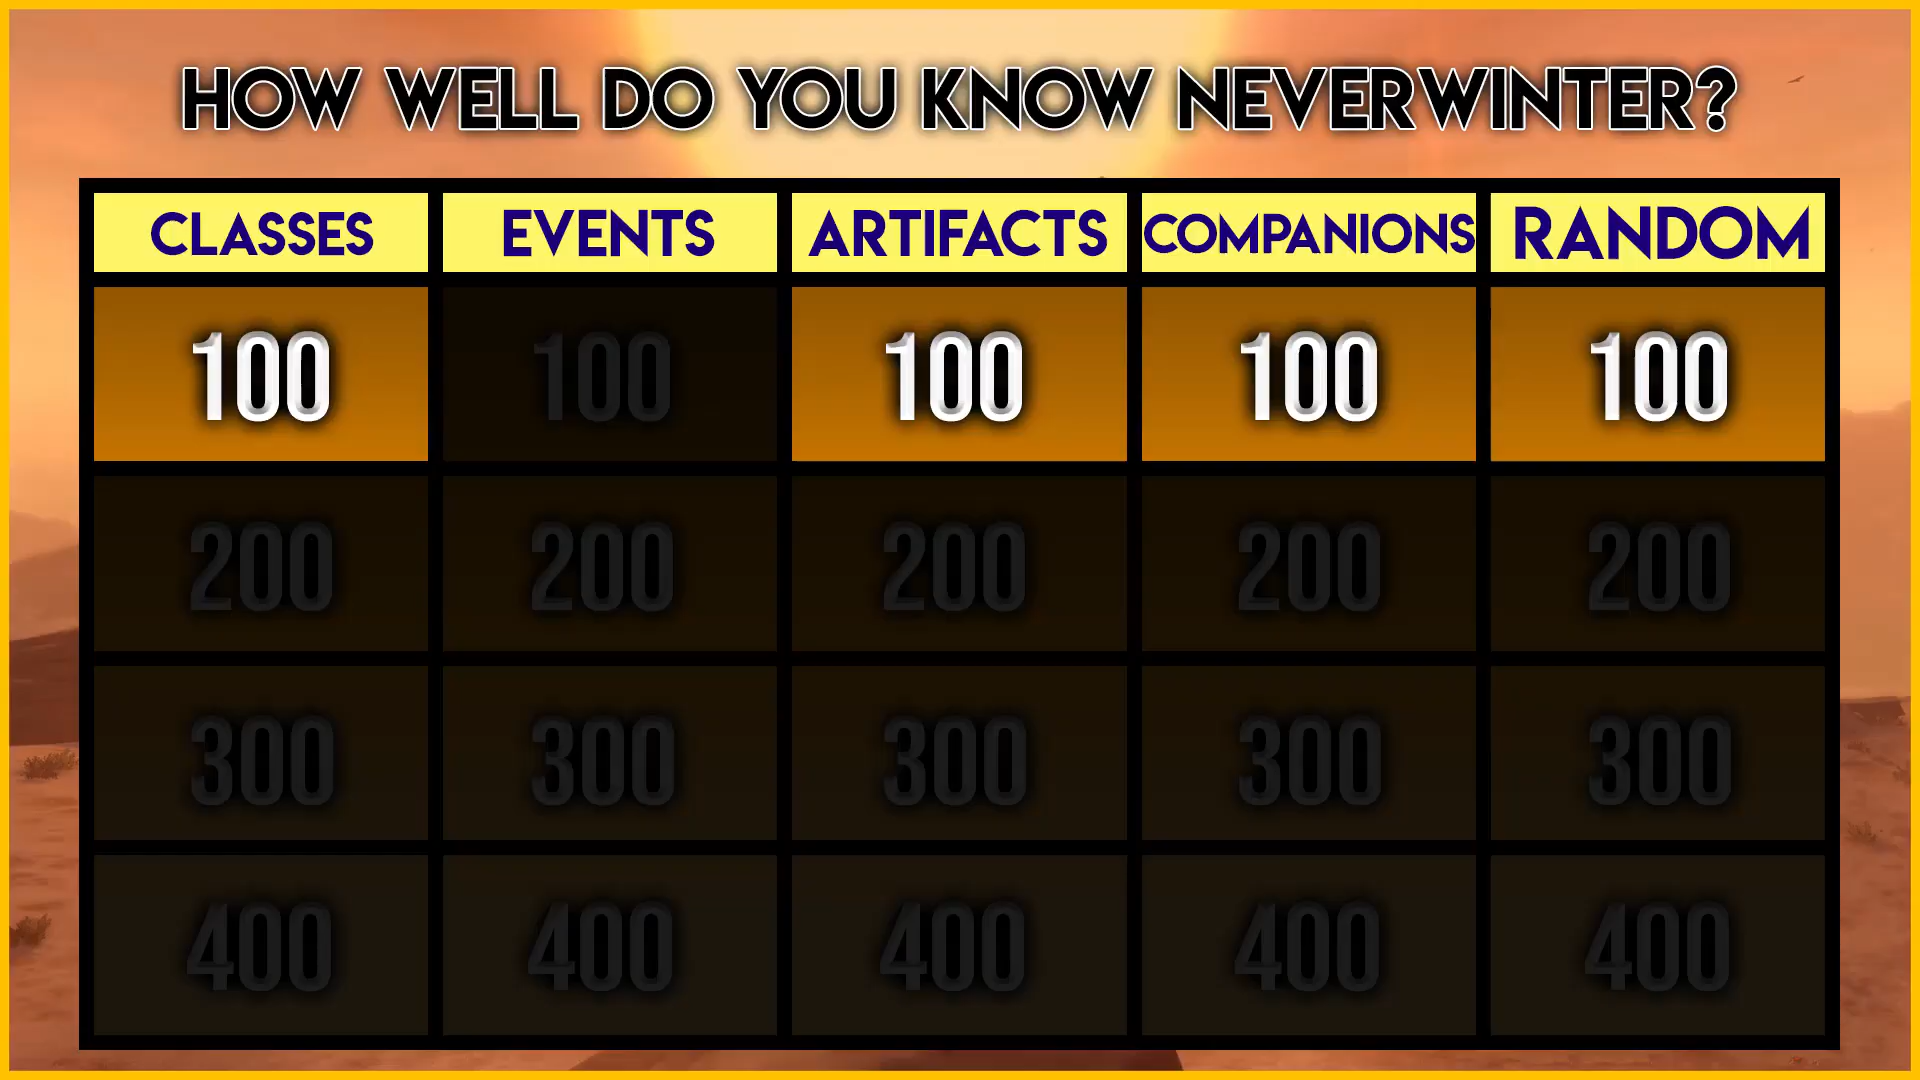 HOW WELL DO YOU KNOW NEVERWINTER?
CLASSES EVENTS ARTIFACTS COMPANIONS RANDOM
100 100 100 100 100
200 200 200 200 200
300 300 300 300 300
400 400 400 400 400